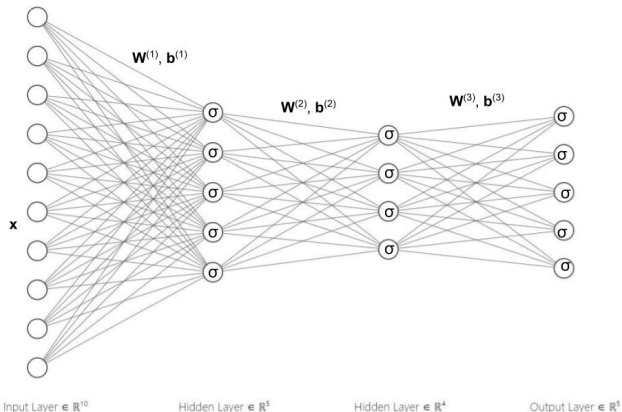 W⁽¹⁾, b⁽¹⁾
W⁽²⁾, b⁽²⁾
W⁽³⁾, b⁽³⁾
σ
σ
σ
σ
σ
σ
σ
σ
σ
σ
σ
σ
σ
σ
x
Input Layer ∈ ℝ¹⁰
Hidden Layer ∈ ℝ⁵
Hidden Layer ∈ ℝ⁴
Output Layer ∈ ℝ⁵